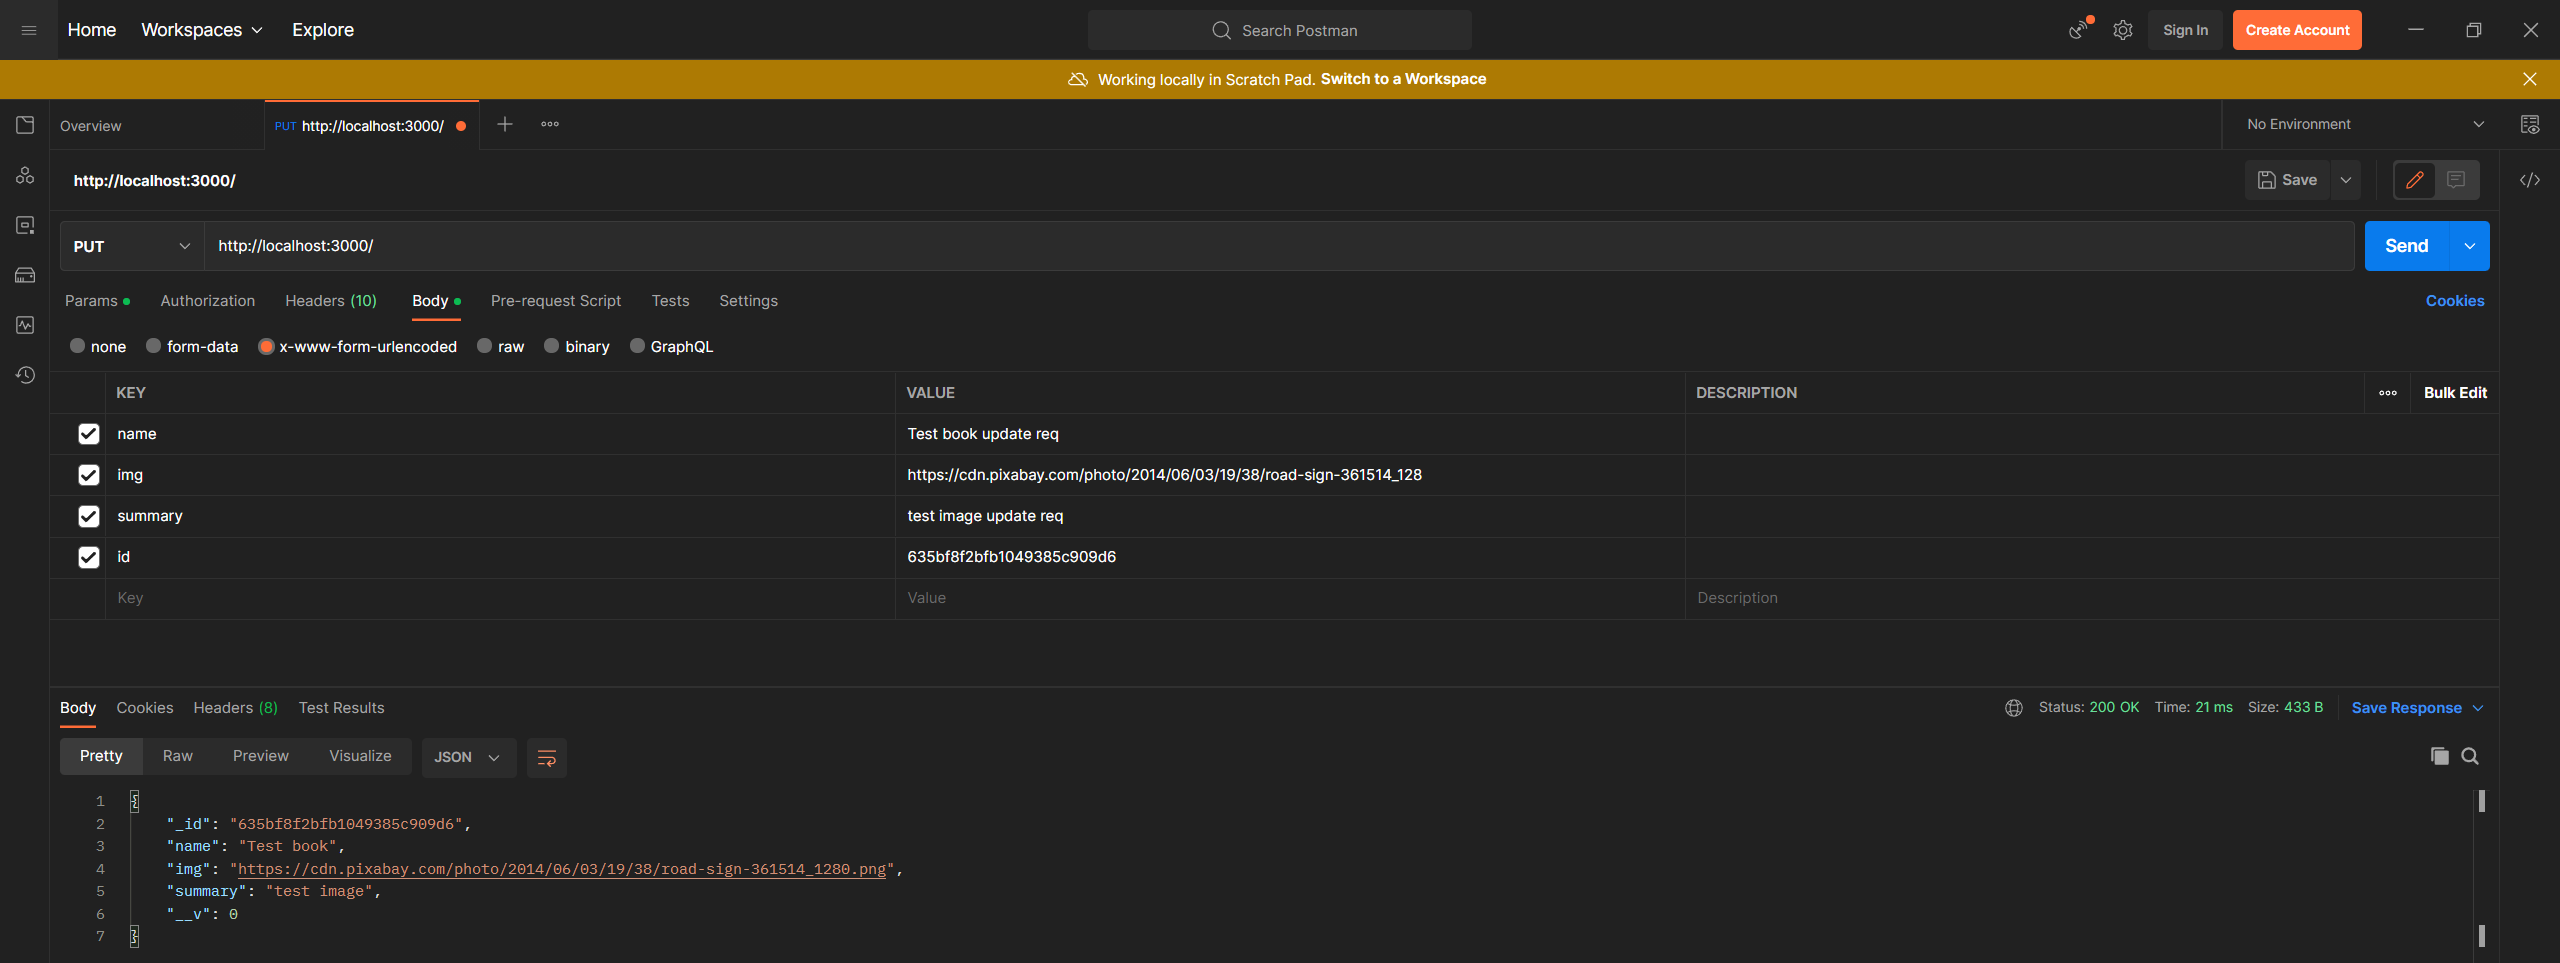 Home Workspaces Explore Search Postman Sign In Create Account
Working locally in Scratch Pad. Switch to a Workspace
Overview PUT http://localhost:3000/ No Environment
http://localhost:3000/ Save
PUT http://localhost:3000/ Send
Params Authorization Headers (10) Body Pre-request Script Tests Settings Cookies
none form-data x-www-form-urlencoded raw binary GraphQL
KEY VALUE DESCRIPTION Bulk Edit
name Test book update req
img https://cdn.pixabay.com/photo/2014/06/03/19/38/road-sign-361514_128
summary test image update req
id 635bf8f2bfb1049385c909d6
Key Value Description
Body Cookies Headers (8) Test Results Status: 200 OK Time: 21 ms Size: 433 B Save Response
Pretty Raw Preview Visualize JSON
1 {
2 "_id": "635bf8f2bfb1049385c909d6",
3 "name": "Test book",
4 "img": "https://cdn.pixabay.com/photo/2014/06/03/19/38/road-sign-361514_1280.png",
5 "summary": "test image",
6 "__v": 0
7 }